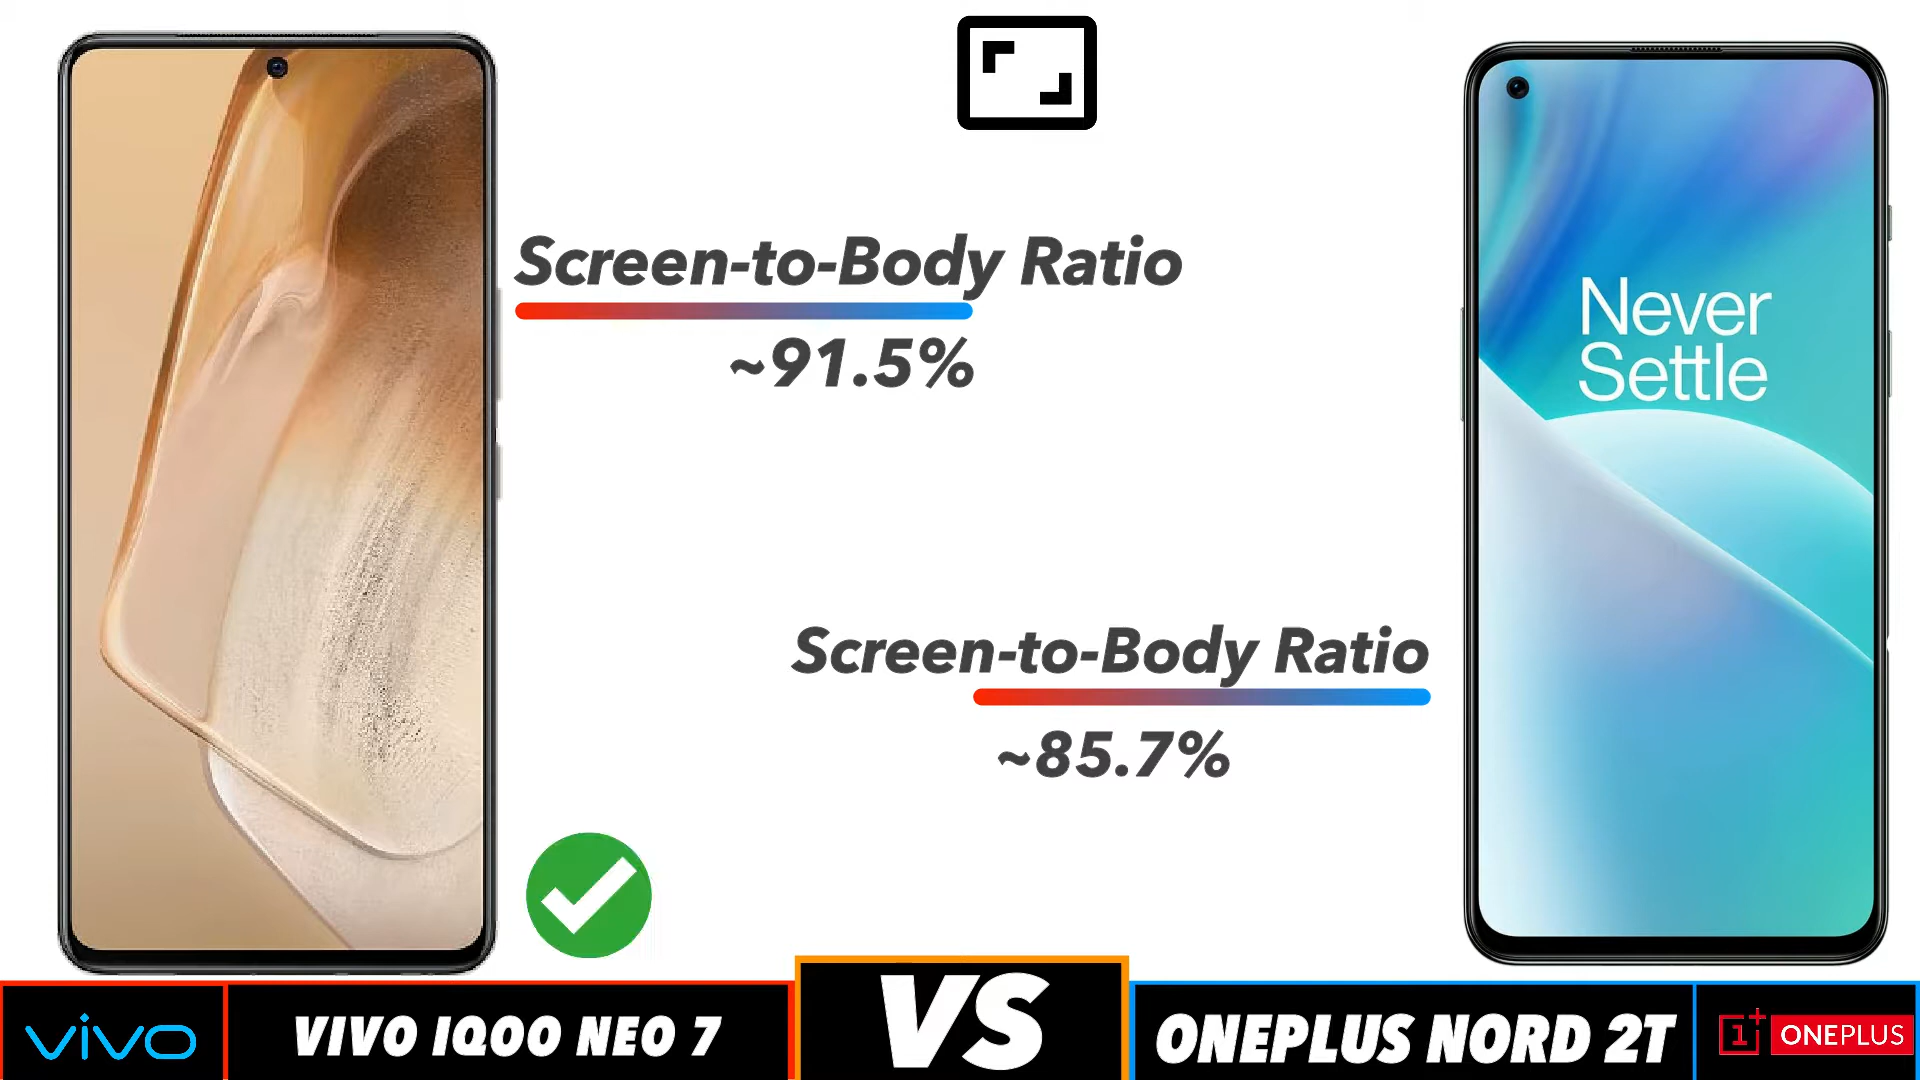 Screen-to-Body Ratio
~91.5%
Never
Settle
Screen-to-Body Ratio
~85.7%
vivo
VIVO IQOO NEO 7
VS
ONEPLUS NORD 2T
1+ ONEPLUS